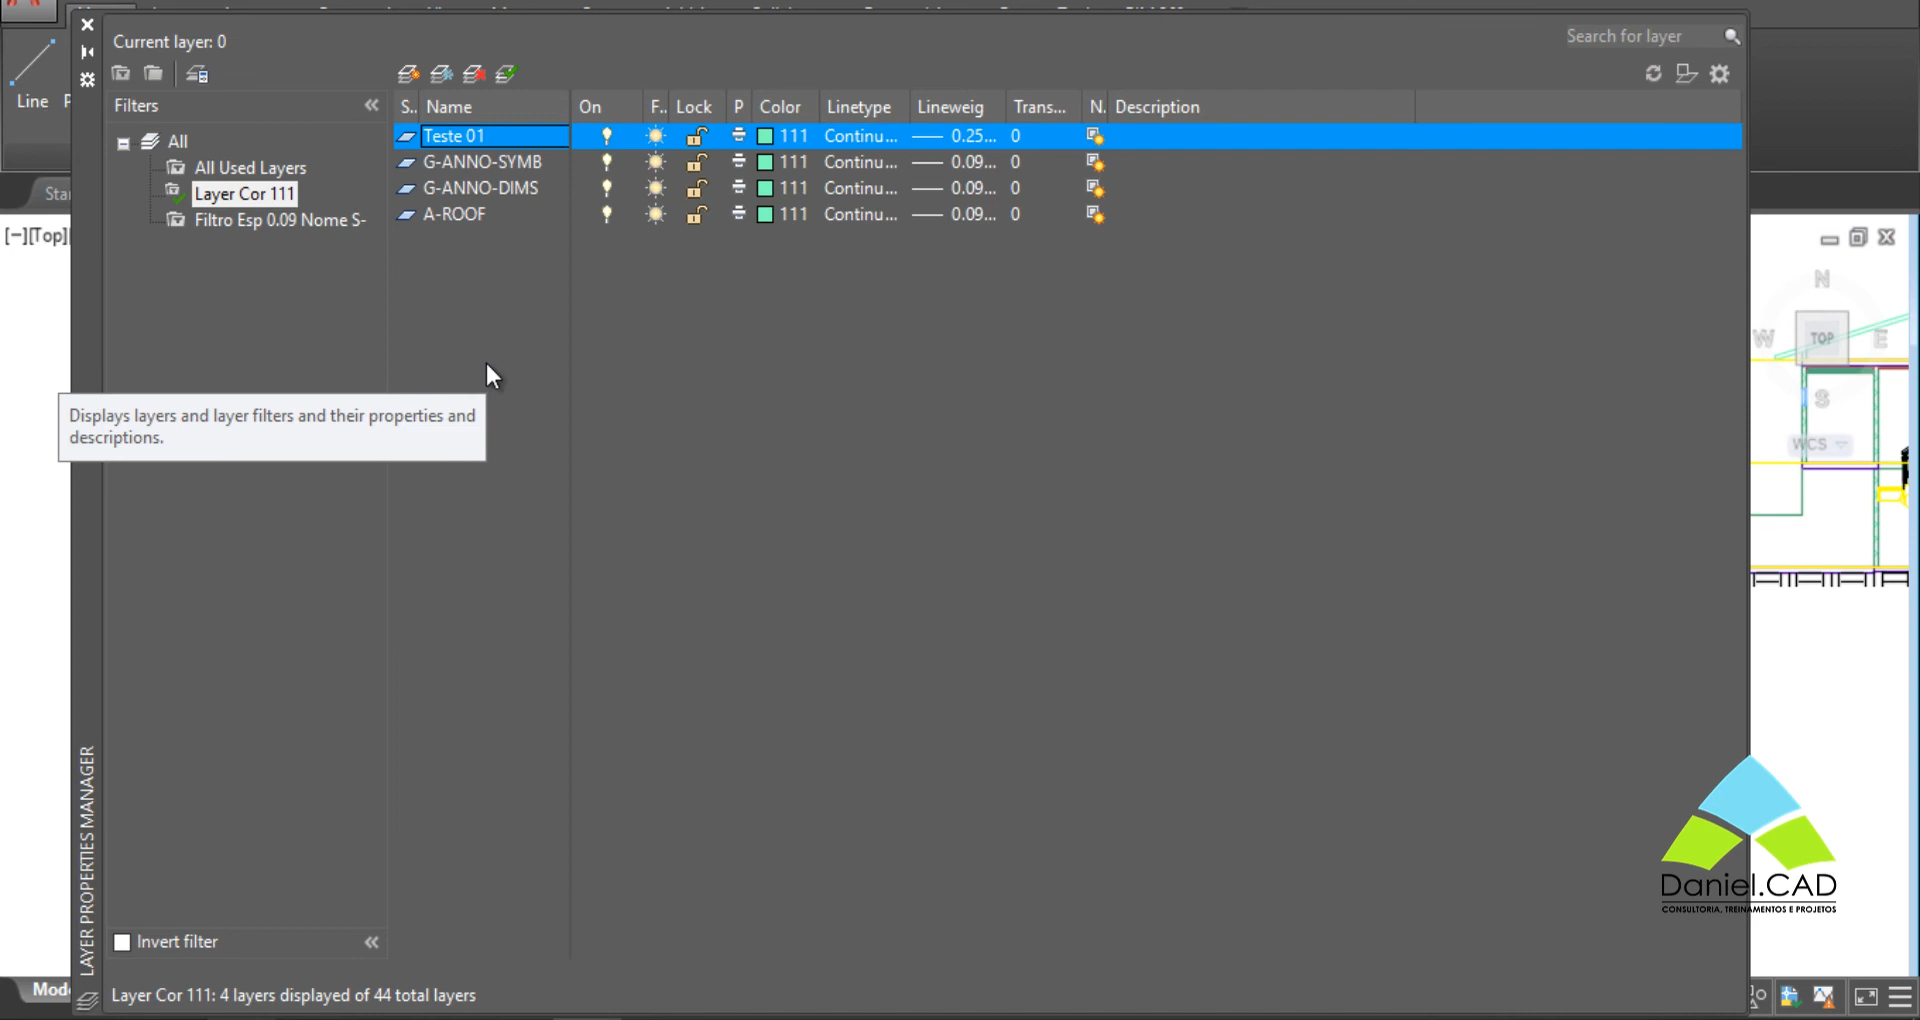 Current layer: 0
Search for layer
Line
Filters
S.. Name On F.. Lock P Color Linetype Lineweig Trans... N. Description
All
All Used Layers
Layer Cor 111
Filtro Esp 0.09 Nome S-
Teste 01 111 Continu... 0.25... 0
G-ANNO-SYMB 111 Continu... 0.09... 0
G-ANNO-DIMS 111 Continu... 0.09... 0
A-ROOF 111 Continu... 0.09... 0
Star
[−][Top]
N
W TOP E
S
WCS
Displays layers and layer filters and their properties and
descriptions.
LAYER PROPERTIES MANAGER
Daniel.CAD
CONSULTORIA, TREINAMENTOS E PROJETOS
Invert filter
Mode
Layer Cor 111: 4 layers displayed of 44 total layers